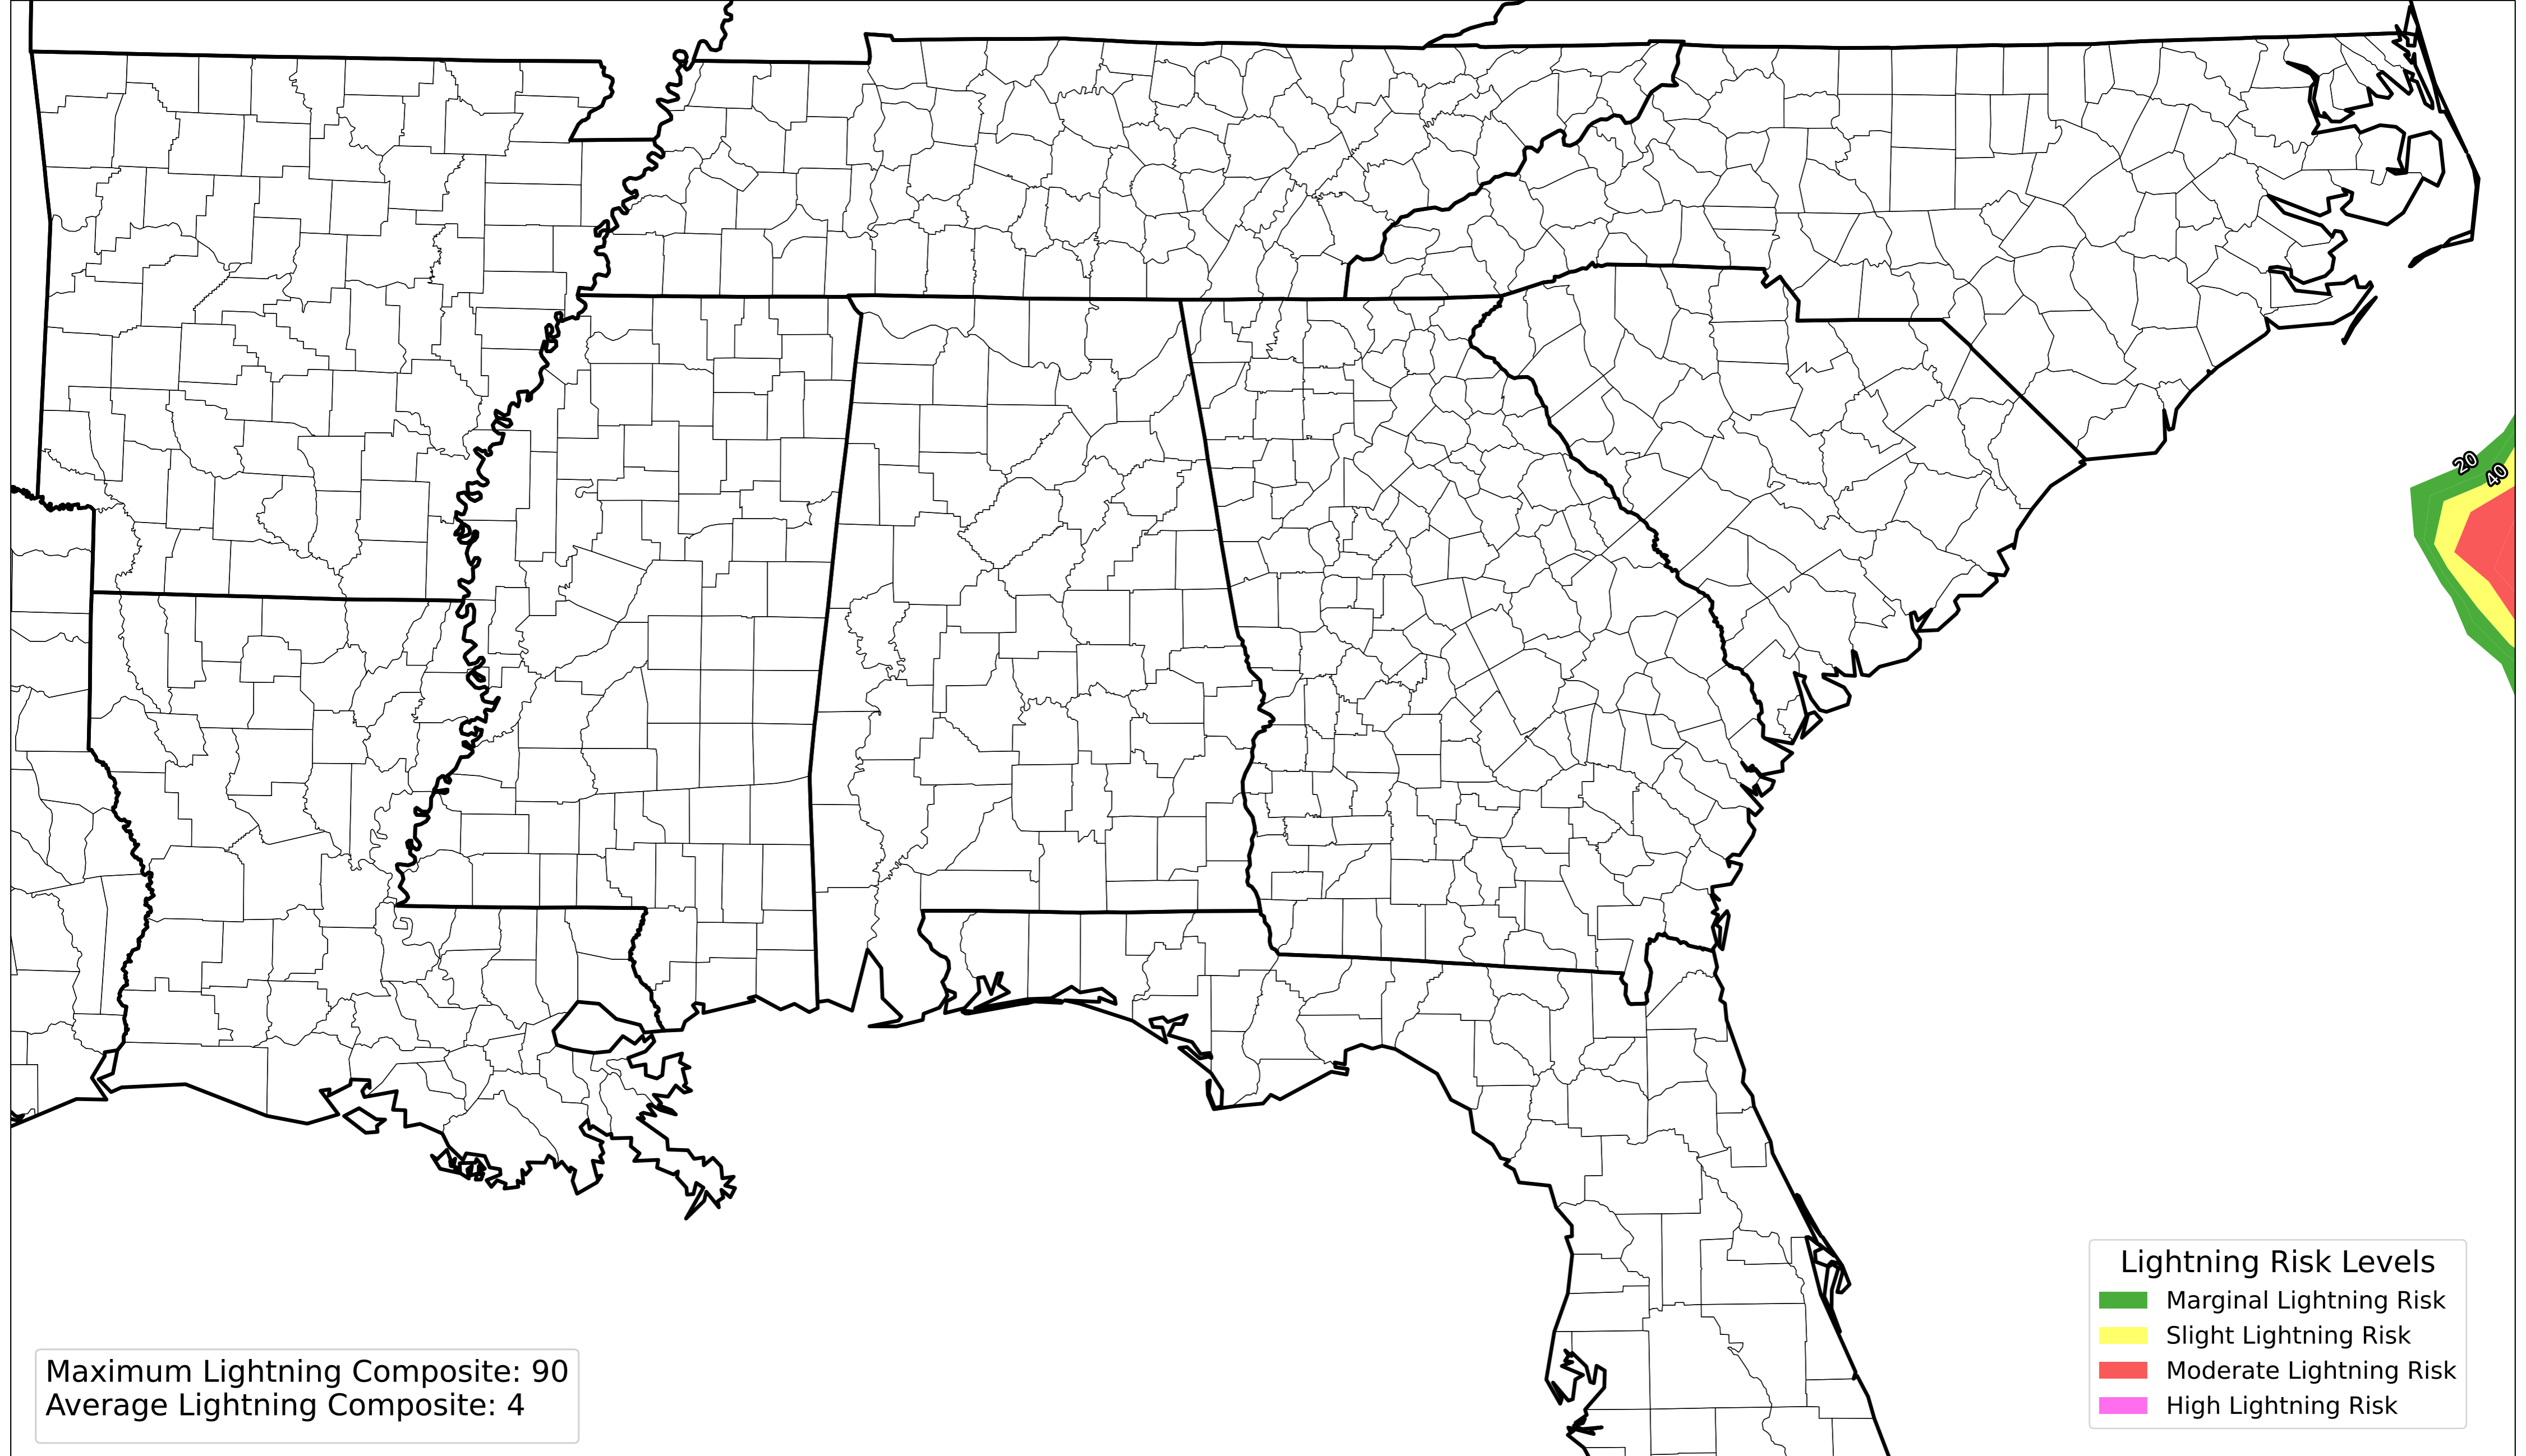 20
40
Lightning Risk Levels
Marginal Lightning Risk
Slight Lightning Risk
Moderate Lightning Risk
High Lightning Risk
Maximum Lightning Composite: 90
Average Lightning Composite: 4